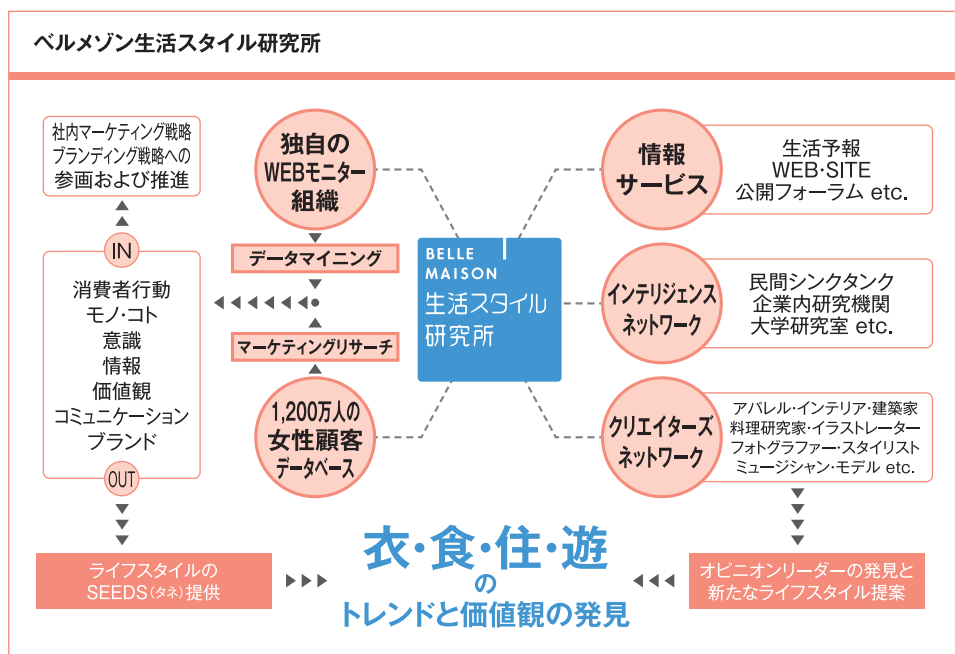 ベルメゾン生活スタイル研究所
社内マーケティング戦略
ブランディング戦略への
参画および推進
IN
消費者行動
モノ・コト
意識
情報
価値観
コミュニケーション
ブランド
OUT
ライフスタイルの
SEEDS(タネ)提供
独自の
WEBモニター
組織
データマイニング
マーケティングリサーチ
1,200万人の
女性顧客
データベース
BELLE
MAISON
生活スタイル
研究所
情報
サービス
生活予報
WEB・SITE
公開フォーラム etc.
インテリジェンス
ネットワーク
民間シンクタンク
企業内研究機関
大学研究室 etc.
クリエイターズ
ネットワーク
アパレル・インテリア・建築家
料理研究家・イラストレーター
フォトグラファー・スタイリスト
ミュージシャン・モデル etc.
オピニオンリーダーの発見と
新たなライフスタイル提案
衣・食・住・遊
の
トレンドと価値観の発見